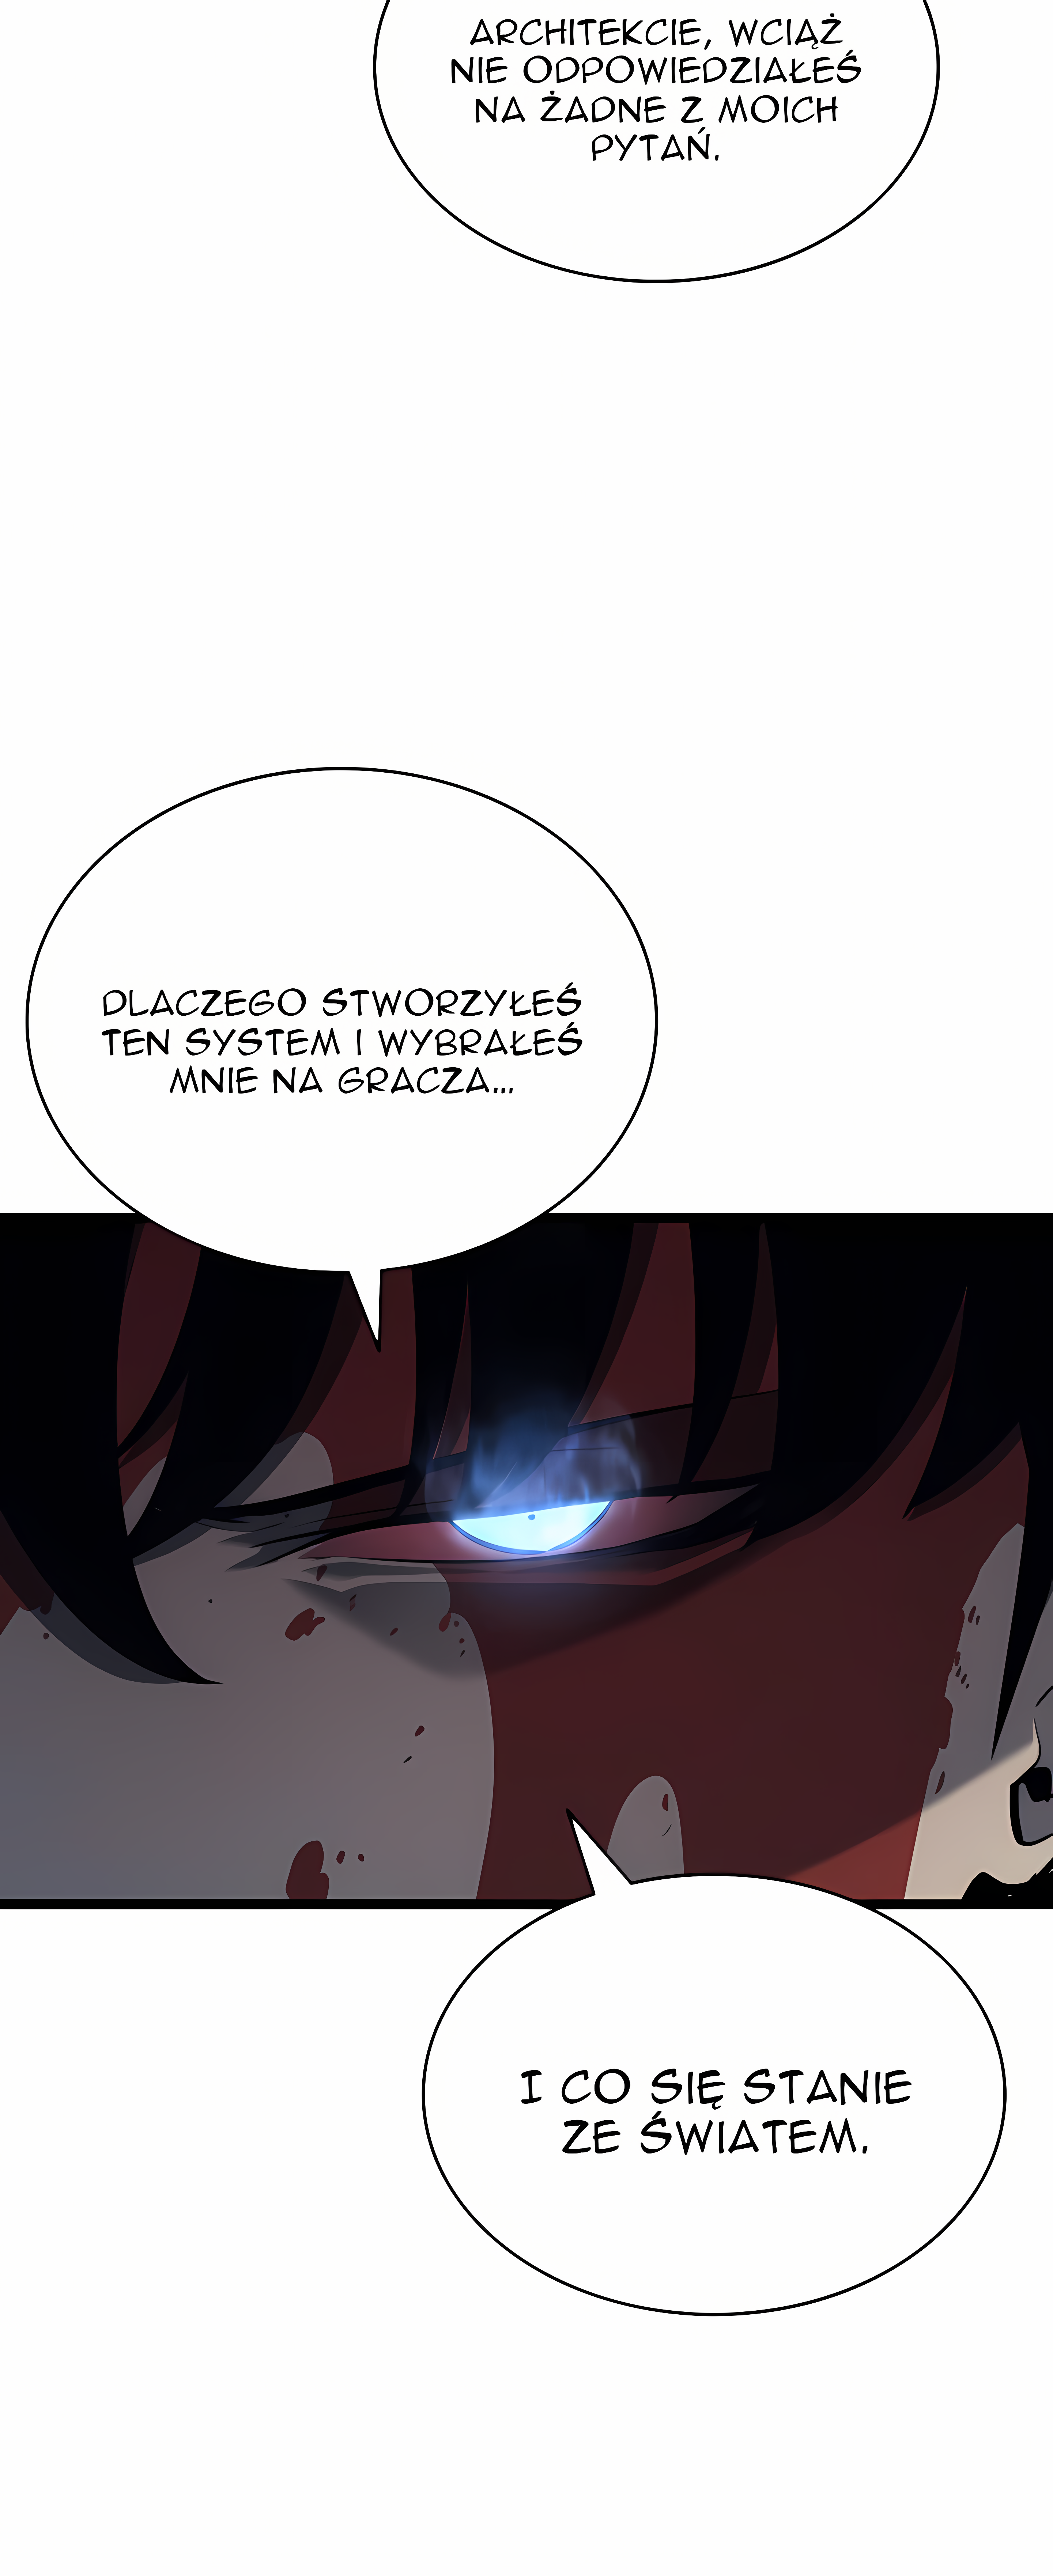 ARCHITEKCIE, WCIĄŻ
NIE ODPOWIEDZIAŁEŚ
NA ŻADNE Z MOICH
PYTAŃ.
DLACZEGO STWORZYŁEŚ
TEN SYSTEM I WYBRAŁEŚ
MNIE NA GRACZA...
I CO SIĘ STANIE
ZE ŚWIATEM.